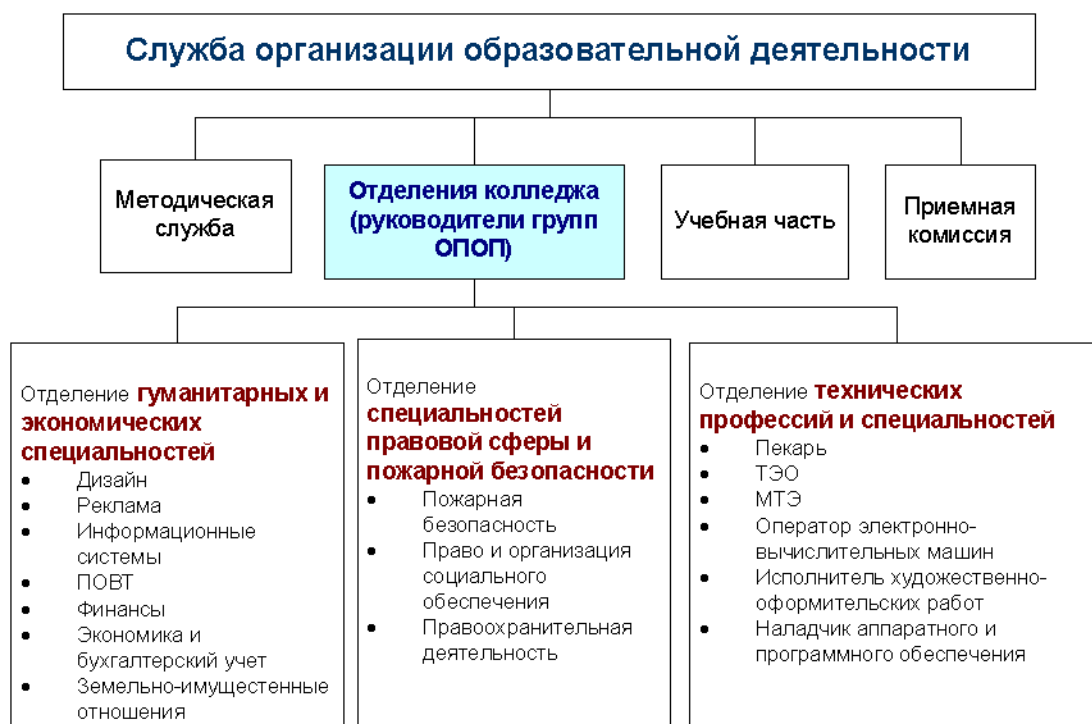 Служба организации образовательной деятельности
Методическая
служба
Отделения колледжа
(руководители групп
ОПОП)
Учебная часть
Приемная
комиссия
Отделение гуманитарных и
экономических
специальностей
• Дизайн
• Реклама
• Информационные
системы
• ПОВТ
• Финансы
• Экономика и
бухгалтерский учет
• Земельно-имущестенные
отношения
Отделение
специальностей
правовой сферы и
пожарной безопасности
• Пожарная
безопасность
• Право и организация
социального
обеспечения
• Правоохранительная
деятельность
Отделение технических
профессий и специальностей
• Пекарь
• ТЭО
• МТЭ
• Оператор электронно-
вычислительных машин
• Исполнитель художественно-
оформительских работ
• Наладчик аппаратного и
программного обеспечения